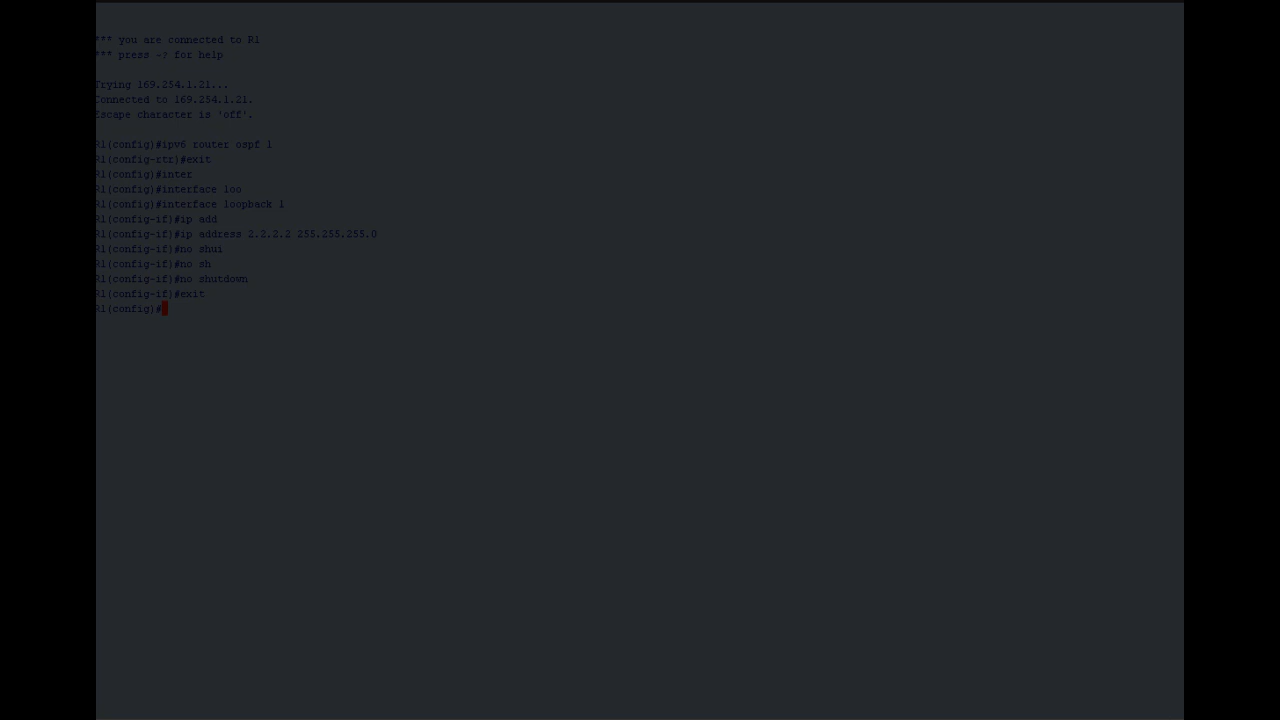 *** you are connected to R1
*** press ~? for help
Trying 169.254.1.21...
Connected to 169.254.1.21.
Escape character is 'off'.
R1(config)#ipv6 router ospf 1
R1(config-rtr)#exit
R1(config)#inter
R1(config)#interface loo
R1(config)#interface loopback 1
R1(config-if)#ip add
R1(config-if)#ip address 2.2.2.2 255.255.255.0
R1(config-if)#no shui
R1(config-if)#no sh
R1(config-if)#no shutdown
R1(config-if)#exit
R1(config)#